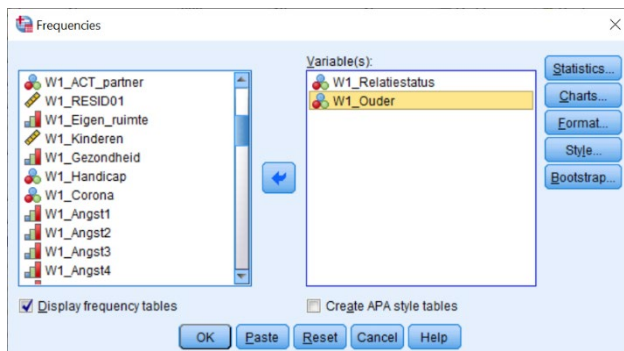 Frequencies
Variable(s):
W1_ACT_partner
W1_RESID01
W1_Eigen_ruimte
W1_Kinderen
W1_Gezondheid
W1_Handicap
W1_Corona
W1_Angst1
W1_Angst2
W1_Angst3
W1_Angst4
W1_Relatiestatus
W1_Ouder
Statistics...
Charts...
Format...
Style...
Bootstrap...
Display frequency tables
Create APA style tables
OK Paste Reset Cancel Help